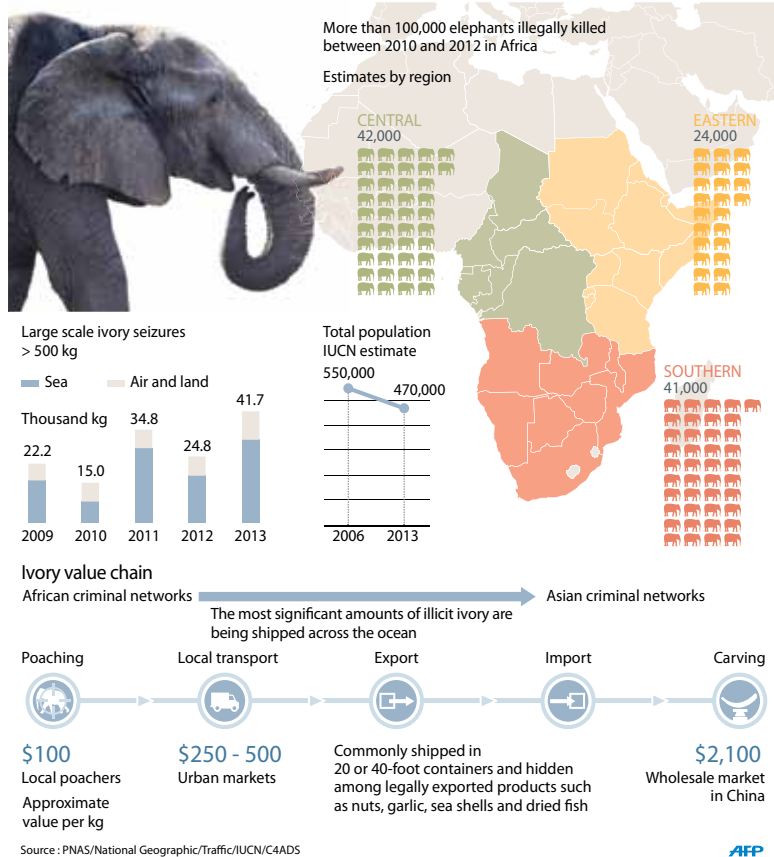 More than 100,000 elephants illegally killed
between 2010 and 2012 in Africa
Estimates by region
CENTRAL
42,000
EASTERN
24,000
SOUTHERN
41,000
Large scale ivory seizures
> 500 kg
Sea
Air and land
Thousand kg
22.2
15.0
34.8
24.8
41.7
2009
2010
2011
2012
2013
Total population
IUCN estimate
550,000
470,000
2006
2013
Ivory value chain
African criminal networks
Asian criminal networks
The most significant amounts of illicit ivory are
being shipped across the ocean
Poaching
Local transport
Export
Import
Carving
$100
Local poachers
Approximate
value per kg
$250 - 500
Urban markets
Commonly shipped in
20 or 40-foot containers and hidden
among legally exported products such
as nuts, garlic, sea shells and dried fish
$2,100
Wholesale market
in China
Source : PNAS/National Geographic/Traffic/IUCN/C4ADS
AFP